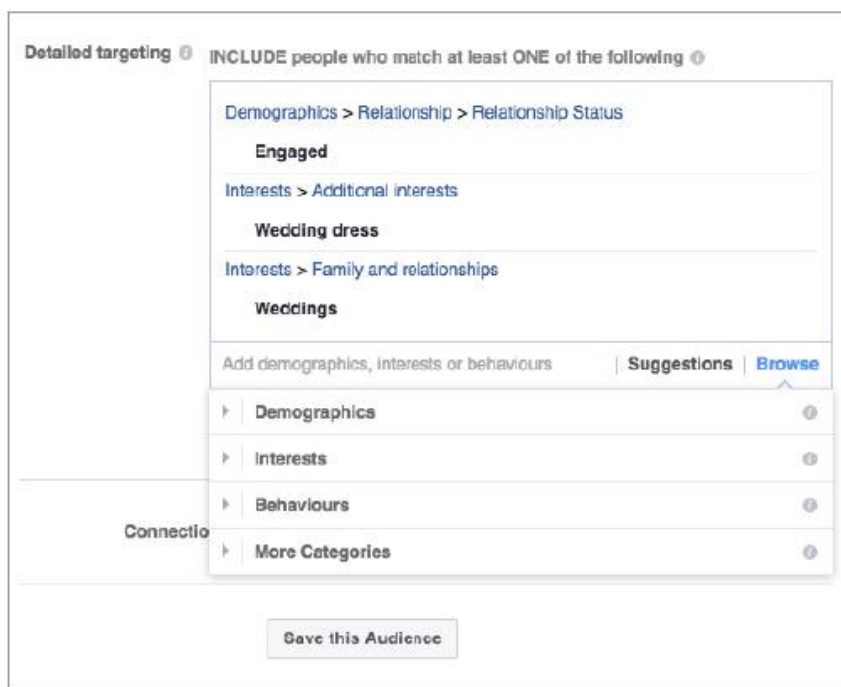 Detailed targeting
INCLUDE people who match at least ONE of the following
Demographics > Relationship > Relationship Status
Engaged
Interests > Additional interests
Wedding dress
Interests > Family and relationships
Weddings
Add demographics, interests or behaviours | Suggestions | Browse
Demographics
Interests
Behaviours
Connectio
More Categories
Save this Audience